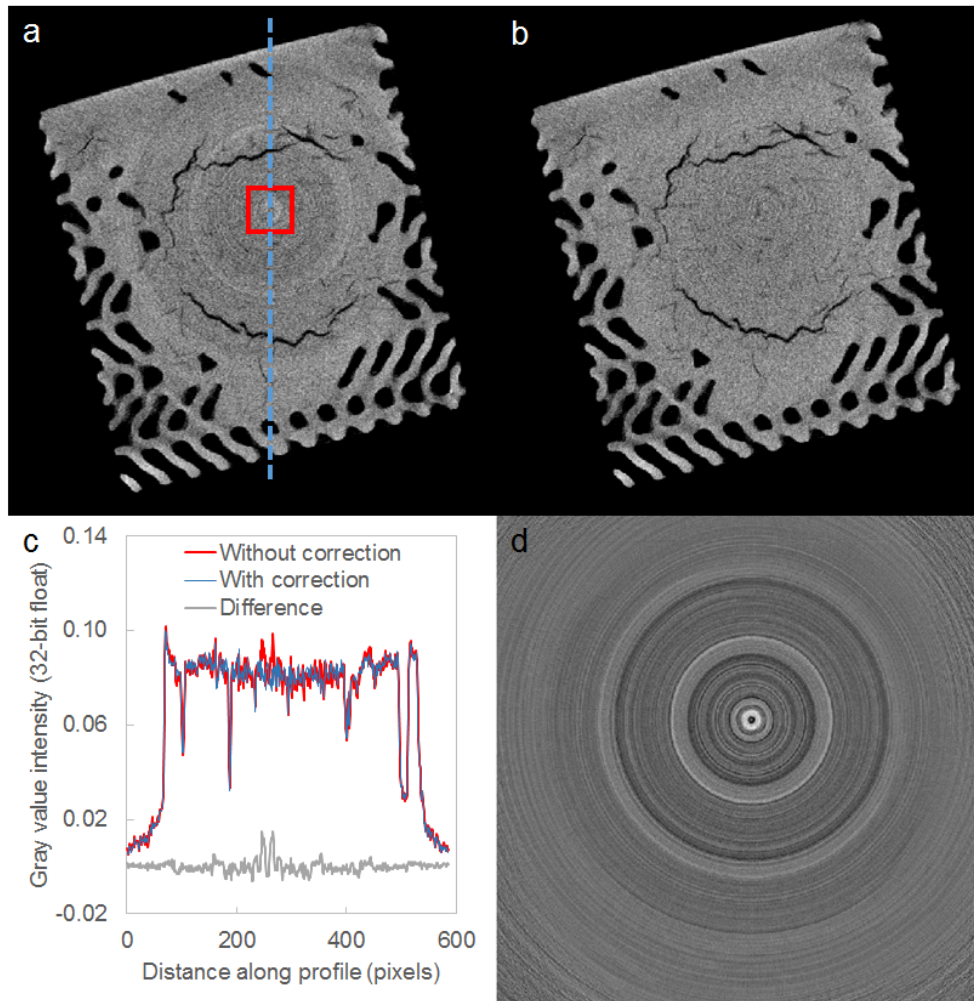 a
b
c
0.14
Without correction
With correction
Difference
0.10
0.06
0.02
-0.02
0
200
400
600
Gray value intensity (32-bit float)
Distance along profile (pixels)
d